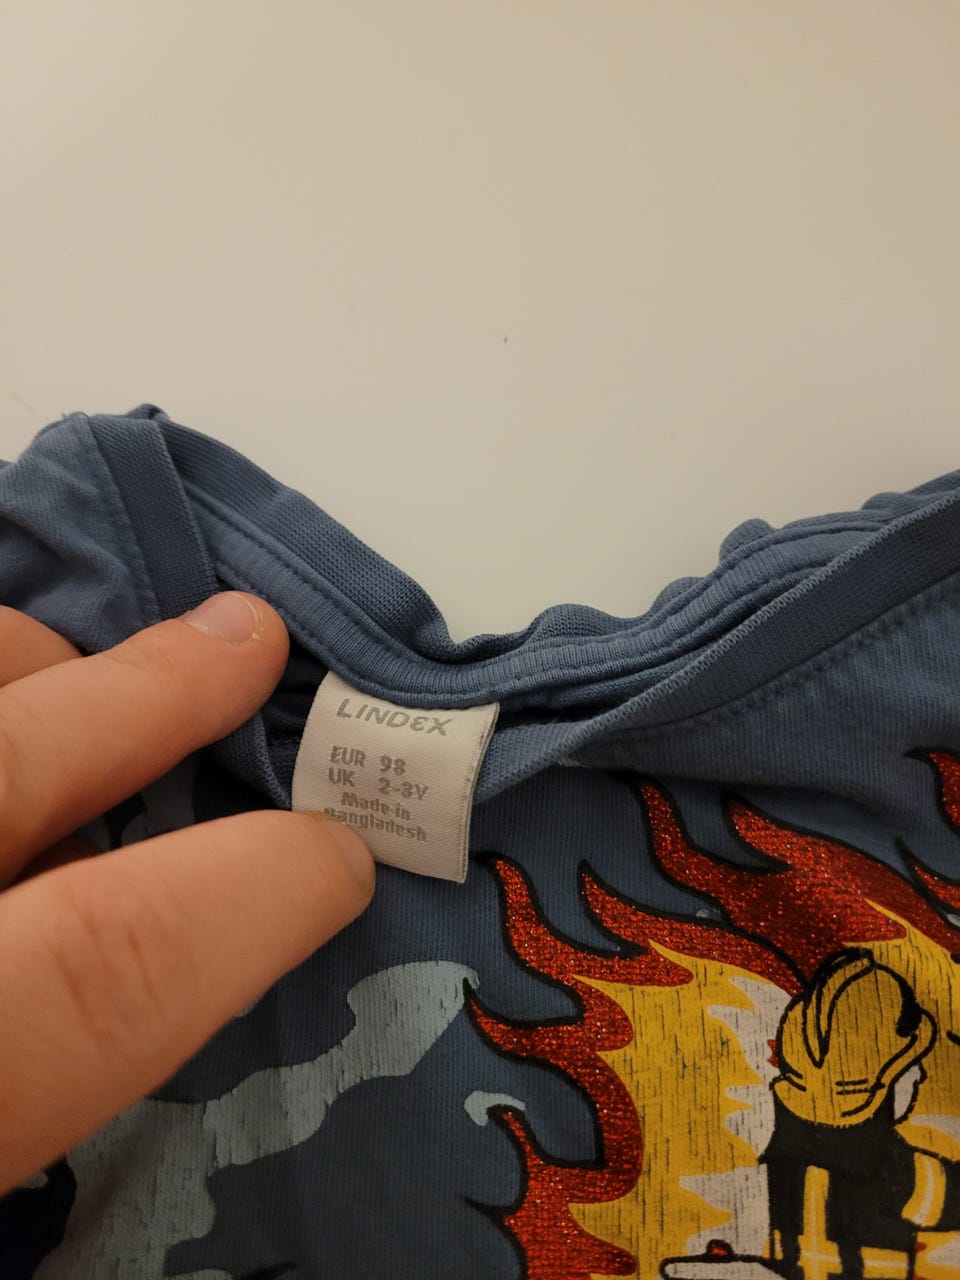 LINDEX
EUR 98
UK 2-3Y
Made in
Bangladesh